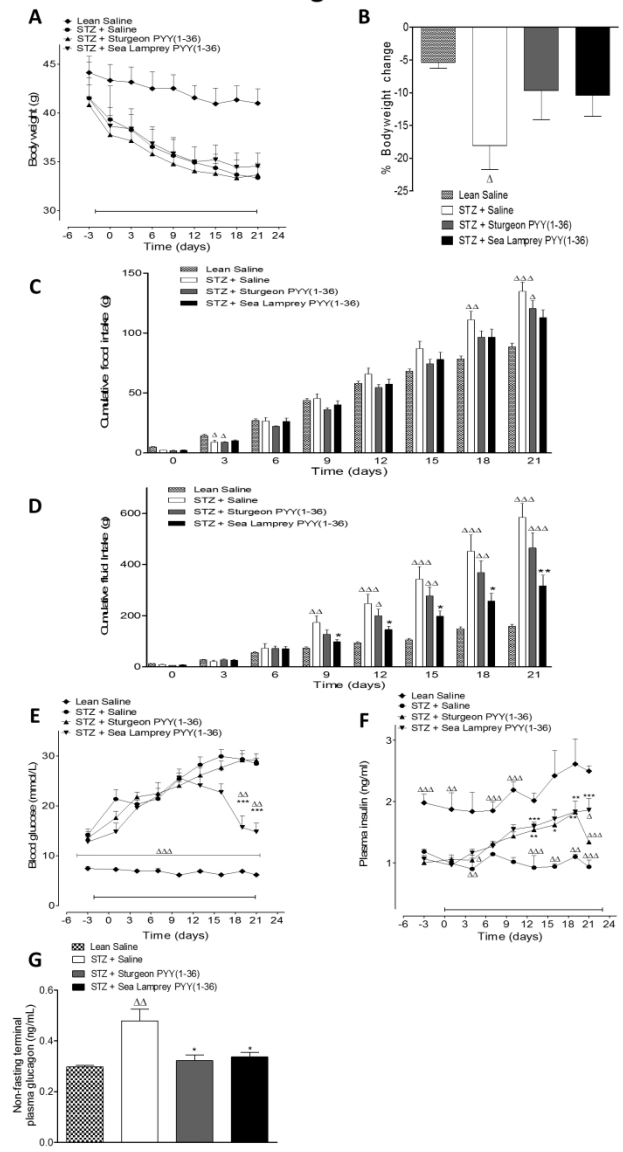 A
Lean Saline
STZ + Saline
STZ + Sturgeon PYY(1-36)
STZ + Sea Lamprey PYY(1-36)
Bodyweight (g)
45
40
35
30
-6 -3 0 3 6 9 12 15 18 21 24
Time (days)
B
% Bodyweight change
0
-5
-10
-15
-20
-25
Δ
Lean Saline
STZ + Saline
STZ + Sturgeon PYY(1-36)
STZ + Sea Lamprey PYY(1-36)
C
Lean Saline
STZ + Saline
STZ + Sturgeon PYY(1-36)
STZ + Sea Lamprey PYY(1-36)
Cumulative food intake (g)
150
100
50
0
Δ Δ
ΔΔ
ΔΔΔ
Δ
0 3 6 9 12 15 18 21
Time (days)
D
Lean Saline
STZ + Saline
STZ + Sturgeon PYY(1-36)
STZ + Sea Lamprey PYY(1-36)
Cumulative fluid Intake (g)
600
400
200
0
ΔΔ
*
ΔΔΔ
Δ
*
ΔΔΔ
ΔΔ
*
ΔΔΔ
ΔΔ
*
ΔΔΔ
ΔΔΔ
**
0 3 6 9 12 15 18 21
Time (days)
E
Lean Saline
STZ + Saline
STZ + Sturgeon PYY(1-36)
STZ + Sea Lamprey PYY(1-36)
Blood glucose (mmol/L)
30
20
10
0
ΔΔ
***
ΔΔ
***
ΔΔΔ
-6 -3 0 3 6 9 12 15 18 21 24
Time (days)
F
Lean Saline
STZ + Saline
STZ + Sturgeon PYY(1-36)
STZ + Sea Lamprey PYY(1-36)
Plasma insulin (ng/ml)
3
2
1
0
ΔΔΔ ΔΔ ΔΔΔ ΔΔΔ
***
**
*
**
**
***
Δ
ΔΔΔ
Δ
ΔΔ
ΔΔΔ
ΔΔ
ΔΔ
ΔΔΔ
-6 -3 0 3 6 9 12 15 18 21 24
Time (days)
G
Lean Saline
STZ + Saline
STZ + Sturgeon PYY(1-36)
STZ + Sea Lamprey PYY(1-36)
Non-fasting terminal
plasma glucagon (ng/mL)
0.6
0.4
0.2
0.0
ΔΔ
*
*